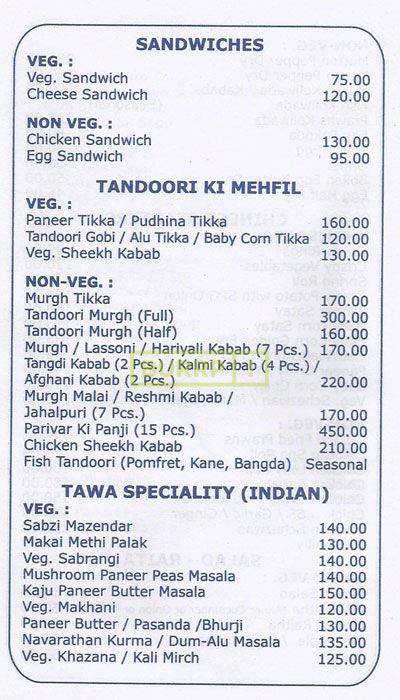 SANDWICHES
VEG. :
Veg. Sandwich 75.00
Cheese Sandwich 120.00
NON VEG. :
Chicken Sandwich 130.00
Egg Sandwich 95.00
TANDOORI KI MEHFIL
VEG. :
Paneer Tikka / Pudhina Tikka 160.00
Tandoori Gobi / Alu Tikka / Baby Corn Tikka 120.00
Veg. Sheekh Kabab 130.00
NON-VEG. :
Murgh Tikka 170.00
Tandoori Murgh (Full) 300.00
Tandoori Murgh (Half) 160.00
Murgh / Lassoni / Hariyali Kabab (7 Pcs.) 170.00
Tangdi Kabab (2 Pcs.) / Kalmi Kabab (4 Pcs.) /
Afghani Kabab (2 Pcs.) 220.00
Murgh Malai / Reshmi Kabab /
Jahalpuri (7 Pcs.) 170.00
Parivar Ki Panji (15 Pcs.) 450.00
Chicken Sheekh Kabab 210.00
Fish Tandoori (Pomfret, Kane, Bangda) Seasonal
TAWA SPECIALITY (INDIAN)
VEG. :
Sabzi Mazendar 140.00
Makai Methi Palak 130.00
Veg. Sabrangi 140.00
Mushroom Paneer Peas Masala 140.00
Kaju Paneer Butter Masala 150.00
Veg. Makhani 120.00
Paneer Butter / Pasanda /Bhurji 130.00
Navarathan Kurma / Dum-Alu Masala 135.00
Veg. Khazana / Kali Mirch 125.00